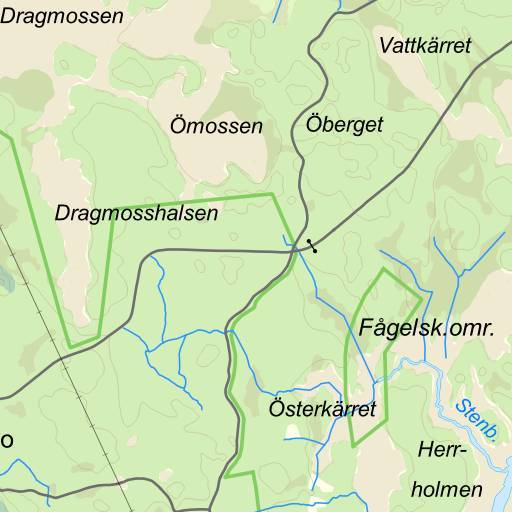 Dragmossen
Vattkärret
Ömossen
Öberget
Dragmosshalsen
Fågelsk.omr.
Österkärret
Stenb.
o
Herr-
holmen